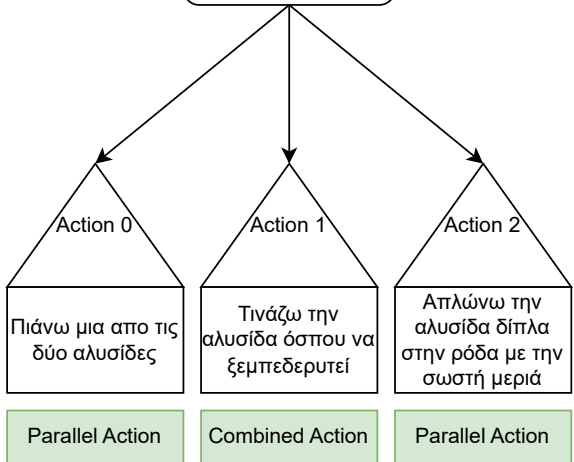 Action 0
Action 1
Action 2
Πιάνω μια απο τις
δύο αλυσίδες
Τινάζω την
αλυσίδα όσπου να
ξεμπεδερυτεί
Απλώνω την
αλυσίδα δίπλα
στην ρόδα με την
σωστή μεριά
Parallel Action
Combined Action
Parallel Action